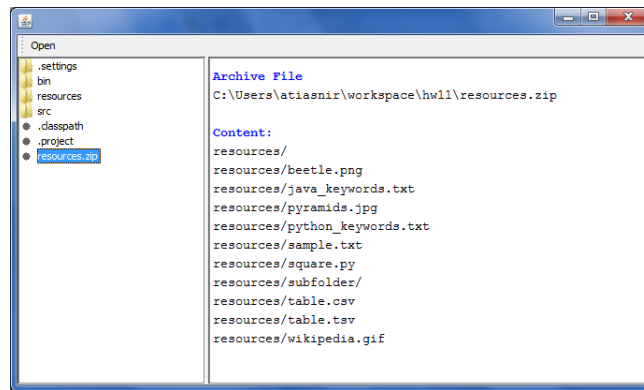 Open
.settings
bin
resources
src
.classpath
.project
resources.zip
Archive File
C:\Users\atiasnir\workspace\hw11\resources.zip
Content:
resources/
resources/beetle.png
resources/java_keywords.txt
resources/pyramids.jpg
resources/python_keywords.txt
resources/sample.txt
resources/square.py
resources/subfolder/
resources/table.csv
resources/table.tsv
resources/wikipedia.gif